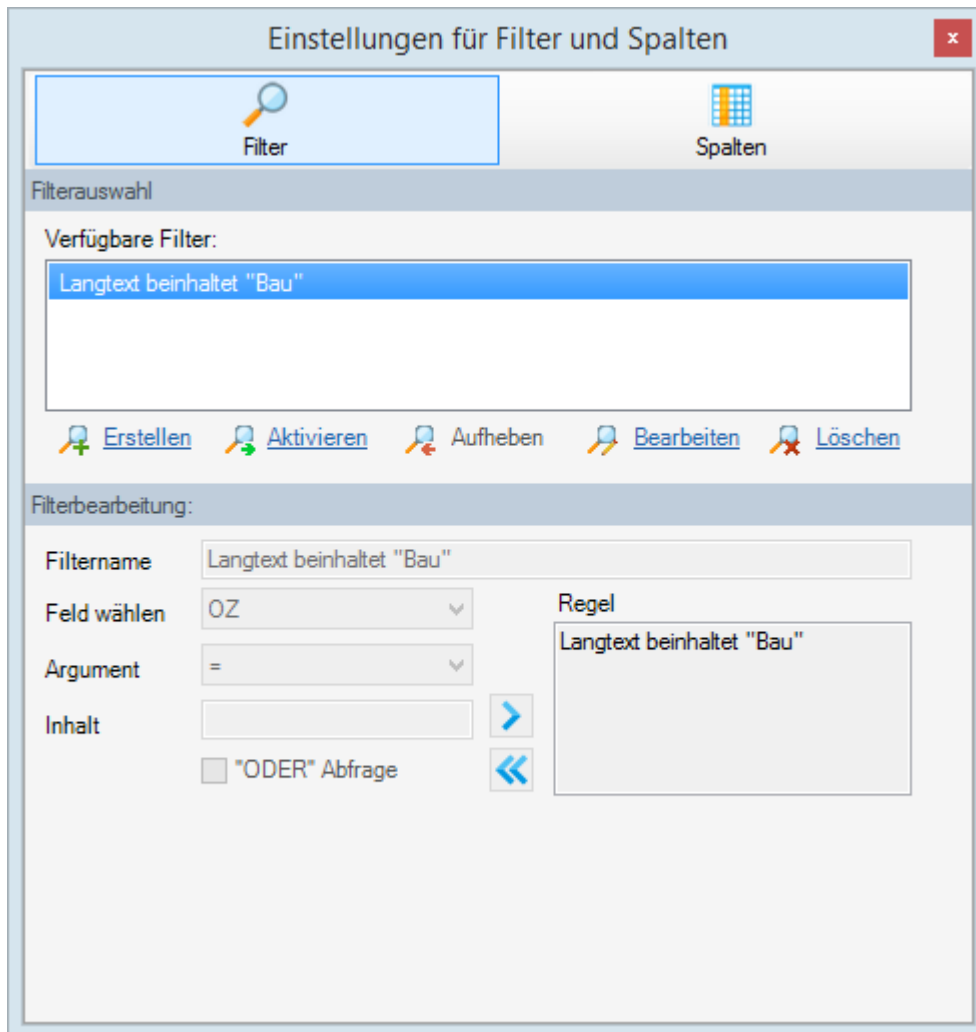 Einstellungen für Filter und Spalten
x
Filter
Spalten
Filterauswahl
Verfügbare Filter:
Langtext beinhaltet "Bau"
Erstellen Aktivieren Aufheben Bearbeiten Löschen
Filterbearbeitung:
Filtername Langtext beinhaltet "Bau"
Feld wählen OZ
Regel
Langtext beinhaltet "Bau"
Argument =
Inhalt
"ODER" Abfrage